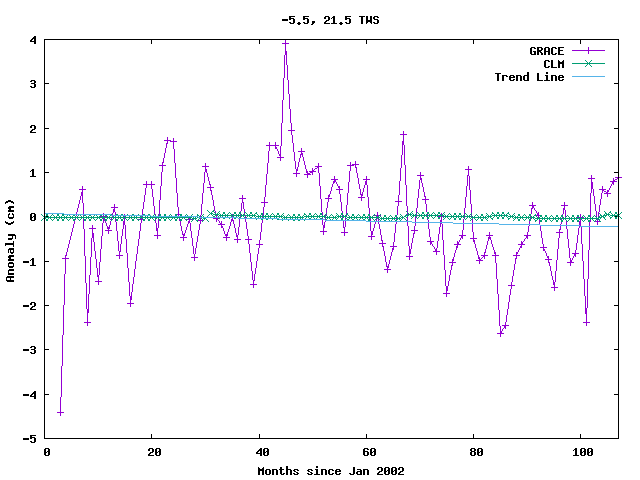 -5.5, 21.5 TWS
GRACE
CLM
Trend Line
4
3
2
1
0
-1
-2
-3
-4
-5
Anomaly (cm)
0 20 40 60 80 100
Months since Jan 2002